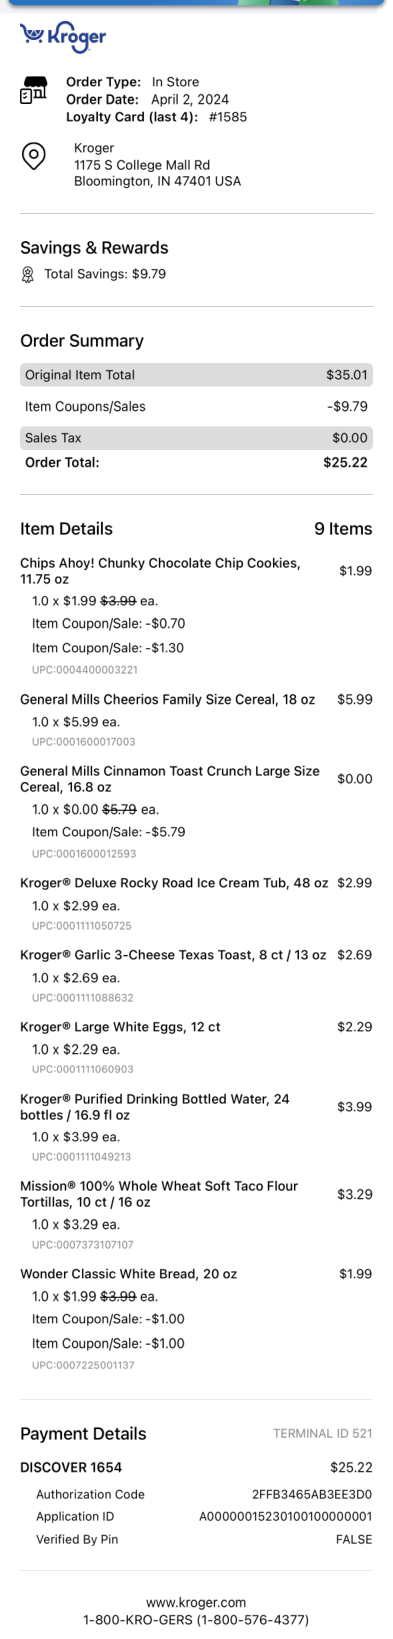 Kroger
Order Type: In Store
Order Date: April 2, 2024
Loyalty Card (last 4): #1585
Kroger
1175 S College Mall Rd
Bloomington, IN 47401 USA
Savings & Rewards
Total Savings: $9.79
Order Summary
Original Item Total $35.01
Item Coupons/Sales -$9.79
Sales Tax $0.00
Order Total: $25.22
Item Details 9 Items
Chips Ahoy! Chunky Chocolate Chip Cookies,
11.75 oz $1.99
1.0 x $1.99 $3.99 ea.
Item Coupon/Sale: -$0.70
Item Coupon/Sale: -$1.30
UPC:0004400003221
General Mills Cheerios Family Size Cereal, 18 oz $5.99
1.0 x $5.99 ea.
UPC:0001600017003
General Mills Cinnamon Toast Crunch Large Size
Cereal, 16.8 oz $0.00
1.0 x $0.00 $5.79 ea.
Item Coupon/Sale: -$5.79
UPC:0001600012593
Kroger® Deluxe Rocky Road Ice Cream Tub, 48 oz $2.99
1.0 x $2.99 ea.
UPC:0001111050725
Kroger® Garlic 3-Cheese Texas Toast, 8 ct / 13 oz $2.69
1.0 x $2.69 ea.
UPC:0001111088632
Kroger® Large White Eggs, 12 ct $2.29
1.0 x $2.29 ea.
UPC:0001111060903
Kroger® Purified Drinking Bottled Water, 24
bottles / 16.9 fl oz $3.99
1.0 x $3.99 ea.
UPC:0001111049213
Mission® 100% Whole Wheat Soft Taco Flour
Tortillas, 10 ct / 16 oz $3.29
1.0 x $3.29 ea.
UPC:0007373107107
Wonder Classic White Bread, 20 oz $1.99
1.0 x $1.99 $3.99 ea.
Item Coupon/Sale: -$1.00
Item Coupon/Sale: -$1.00
UPC:0007225001137
Payment Details TERMINAL ID 521
DISCOVER 1654 $25.22
Authorization Code 2FFB3465AB3EE3D0
Application ID A00000015230100100000001
Verified By Pin FALSE
www.kroger.com
1-800-KRO-GERS (1-800-576-4377)